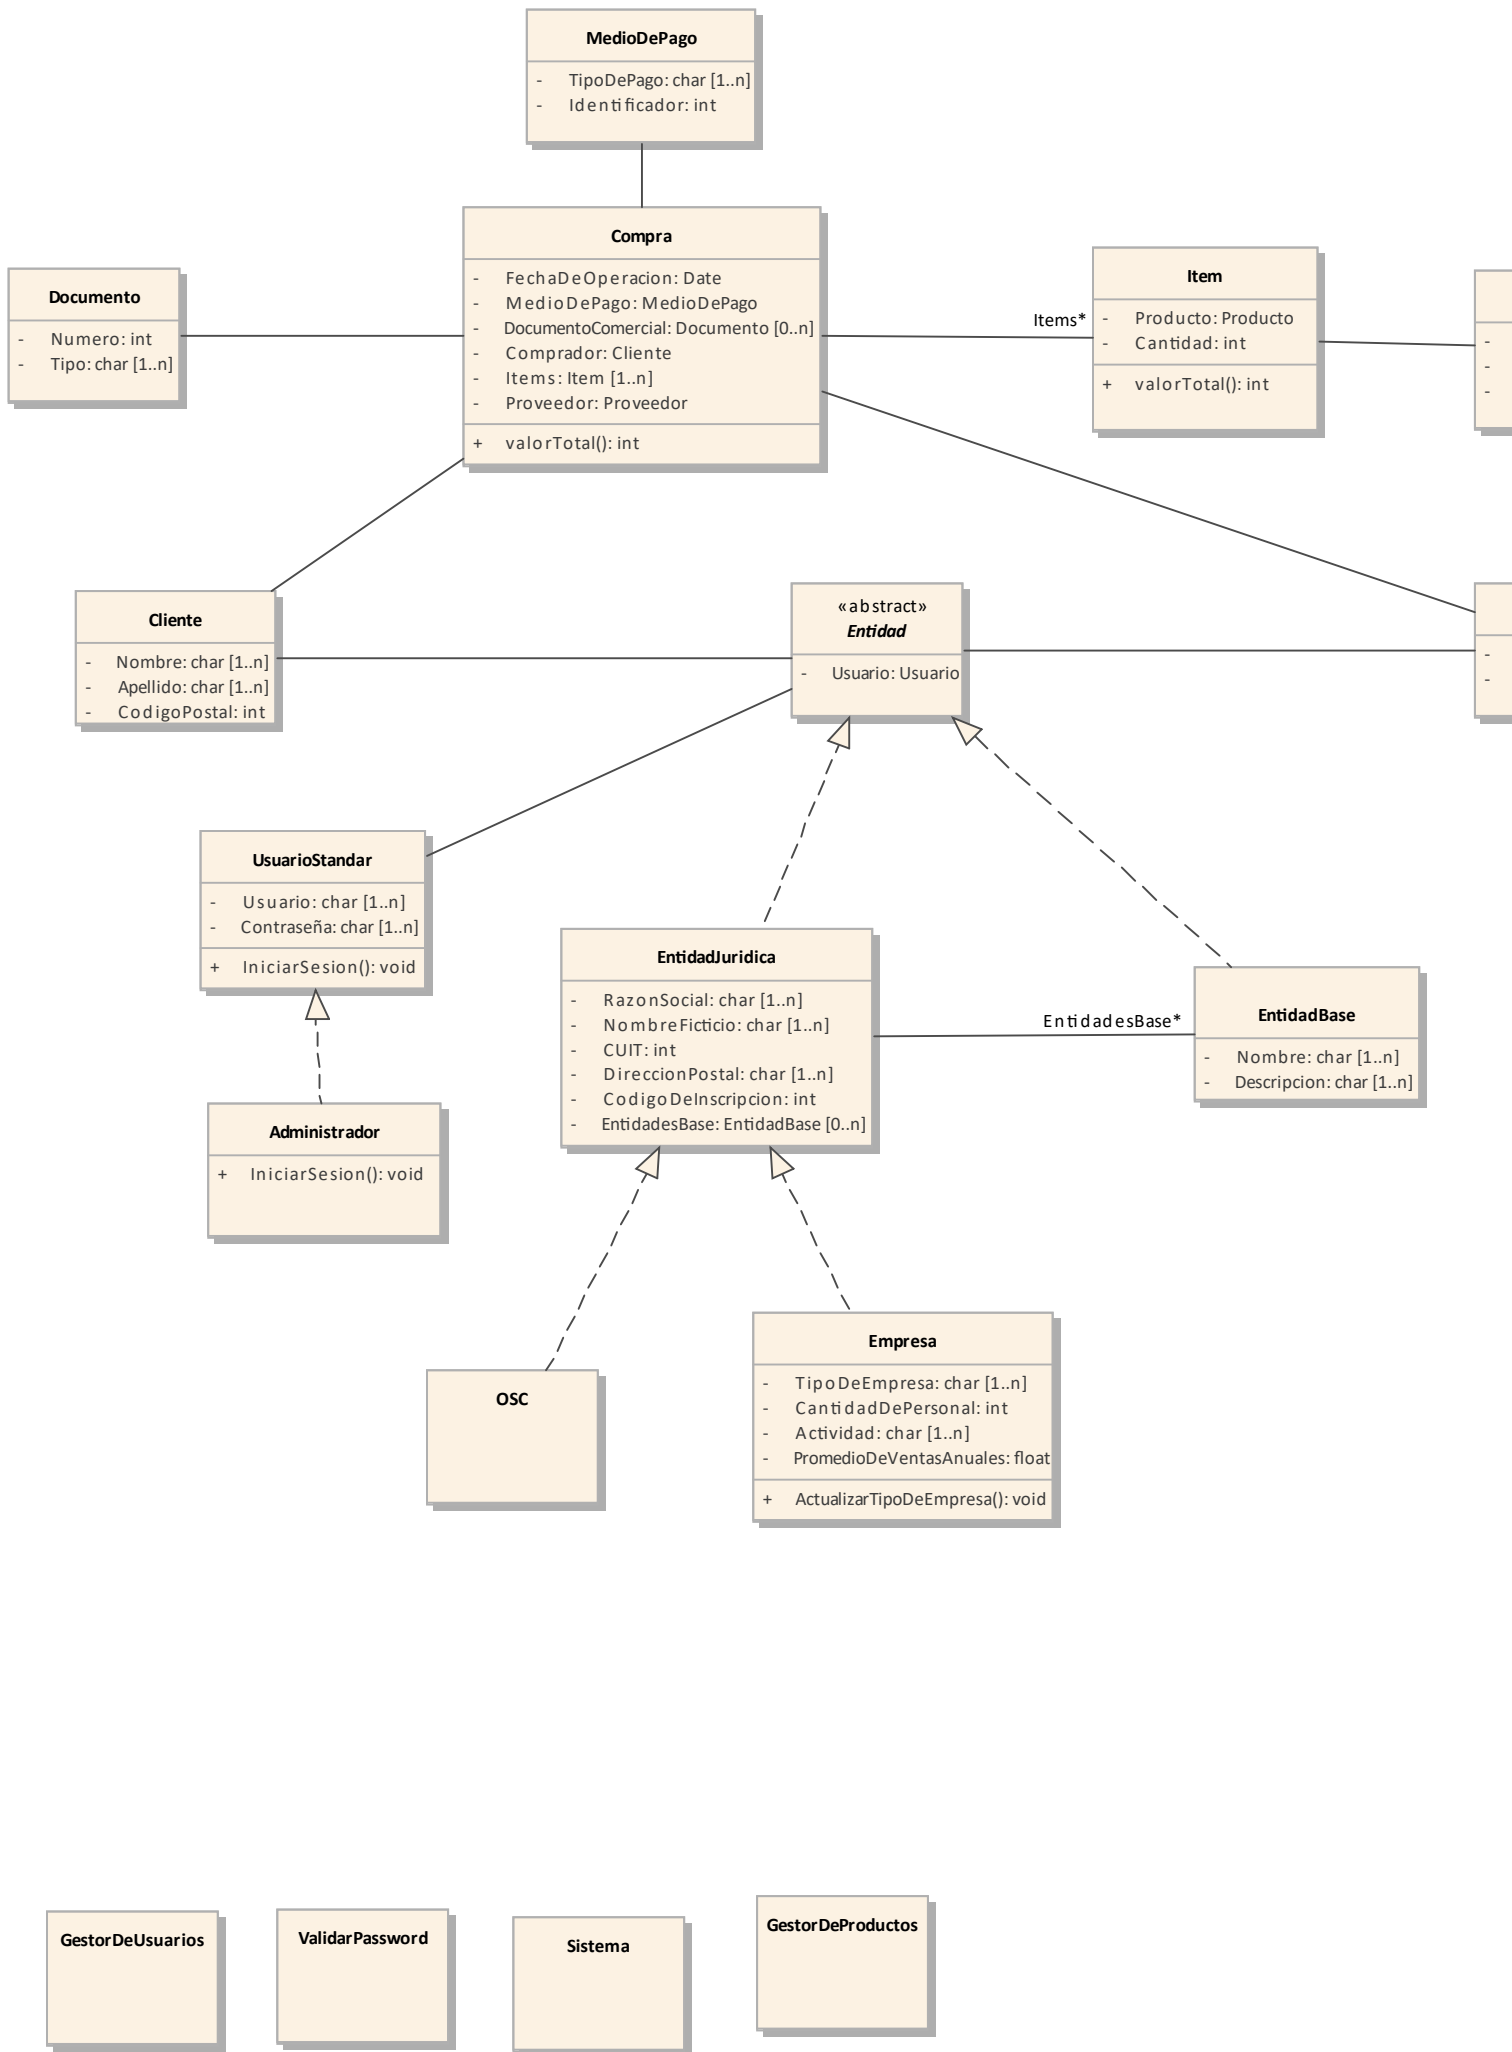 MedioDePago
- TipoDePago: char [1..n]
- Identificador: int
Compra
- FechaDeOperacion: Date
- MedioDePago: MedioDePago
- DocumentoComercial: Documento [0..n]
- Comprador: Cliente
- Items: Item [1..n]
- Proveedor: Proveedor
+ valorTotal(): int
Documento
- Numero: int
- Tipo: char [1..n]
Items*
Item
- Producto: Producto
- Cantidad: int
+ valorTotal(): int
-
-
-
Cliente
- Nombre: char [1..n]
- Apellido: char [1..n]
- CodigoPostal: int
«abstract»
Entidad
- Usuario: Usuario
-
-
UsuarioStandar
- Usuario: char [1..n]
- Contraseña: char [1..n]
+ IniciarSesion(): void
EntidadJuridica
- RazonSocial: char [1..n]
- NombreFicticio: char [1..n]
- CUIT: int
- DireccionPostal: char [1..n]
- CodigoDeInscripcion: int
- EntidadesBase: EntidadBase [0..n]
EntidadesBase*
EntidadBase
- Nombre: char [1..n]
- Descripcion: char [1..n]
Administrador
+ IniciarSesion(): void
OSC
Empresa
- TipoDeEmpresa: char [1..n]
- CantidadDePersonal: int
- Actividad: char [1..n]
- PromedioDeVentasAnuales: float
+ ActualizarTipoDeEmpresa(): void
GestorDeUsuarios
ValidarPassword
Sistema
GestorDeProductos